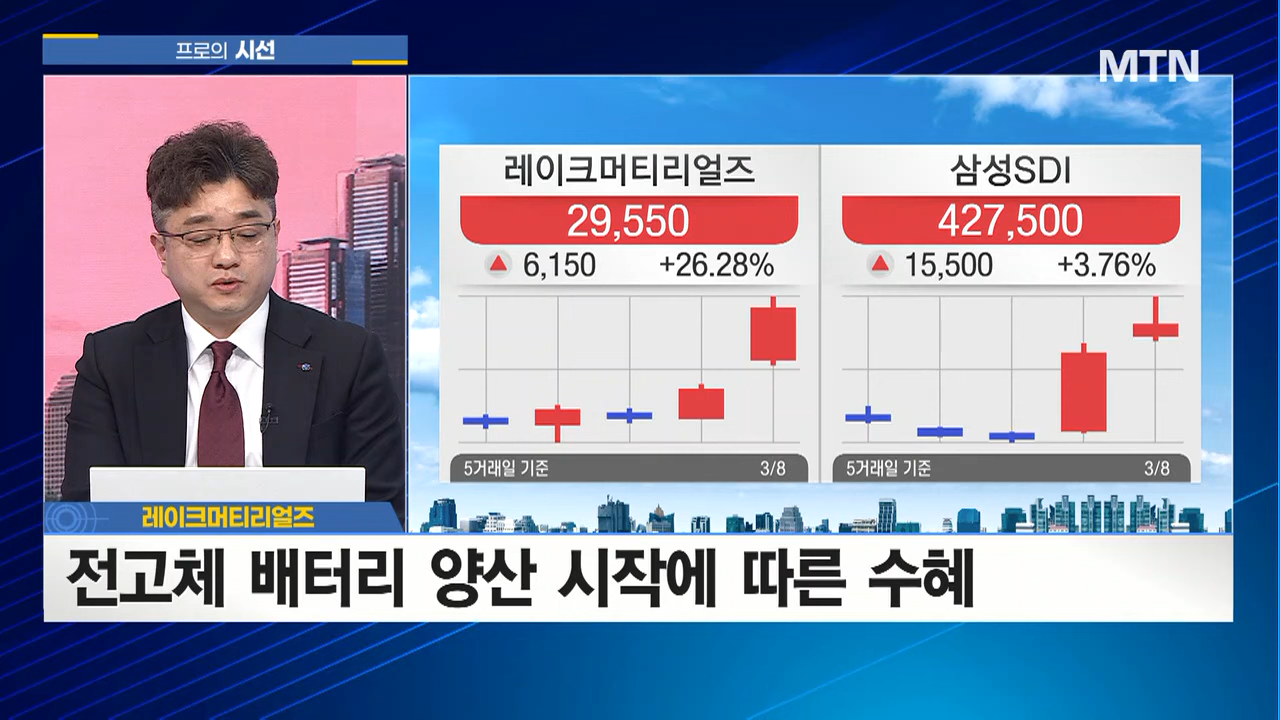 프로의 시선
MTN
레이크머티리얼즈
29,550
▲ 6,150 +26.28%
5거래일 기준 3/8
삼성SDI
427,500
▲ 15,500 +3.76%
5거래일 기준 3/8
레이크머티리얼즈
전고체 배터리 양산 시작에 따른 수혜